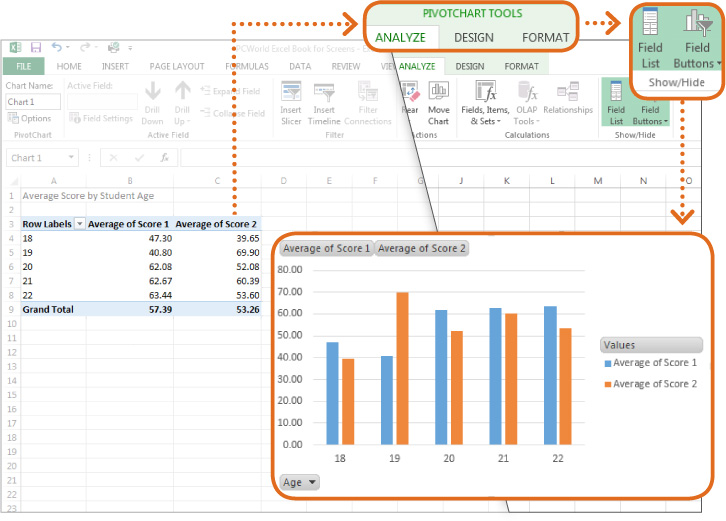 PIVOTCHART TOOLS
ANALYZE DESIGN FORMAT
Field List
Field Buttons
Show/Hide
PCWorld Excel Book for Screens
FILE HOME INSERT PAGE LAYOUT FORMULAS DATA REVIEW VIE ANALYZE DESIGN FORMAT
Chart Name:
Chart 1
Options
PivotChart
Active Field:
Field Settings
Drill Down
Drill Up
Expand Field
Collapse Field
Active Field
Insert Slicer
Insert Timeline
Filter Connections
Filter
ear
Move Chart
ctions
Fields, Items, & Sets
OLAP Tools
Relationships
Calculations
Field List
Field Buttons
Show/Hide
Chart 1 fx
A B C D E F G J K L M N O
1 Average Score by Student Age
2
3 Row Labels Average of Score 1 Average of Score 2
4 18 47.30 39.65
5 19 40.80 69.90
6 20 62.08 52.08
7 21 62.67 60.39
8 22 63.44 53.60
9 Grand Total 57.39 53.26
10
11
12
13
14
15
16
17
18
19
20
21
22
23
Average of Score 1 Average of Score 2
80.00
70.00
60.00
50.00
40.00
30.00
20.00
10.00
0.00
18 19 20 21 22
Values
Average of Score 1
Average of Score 2
Age